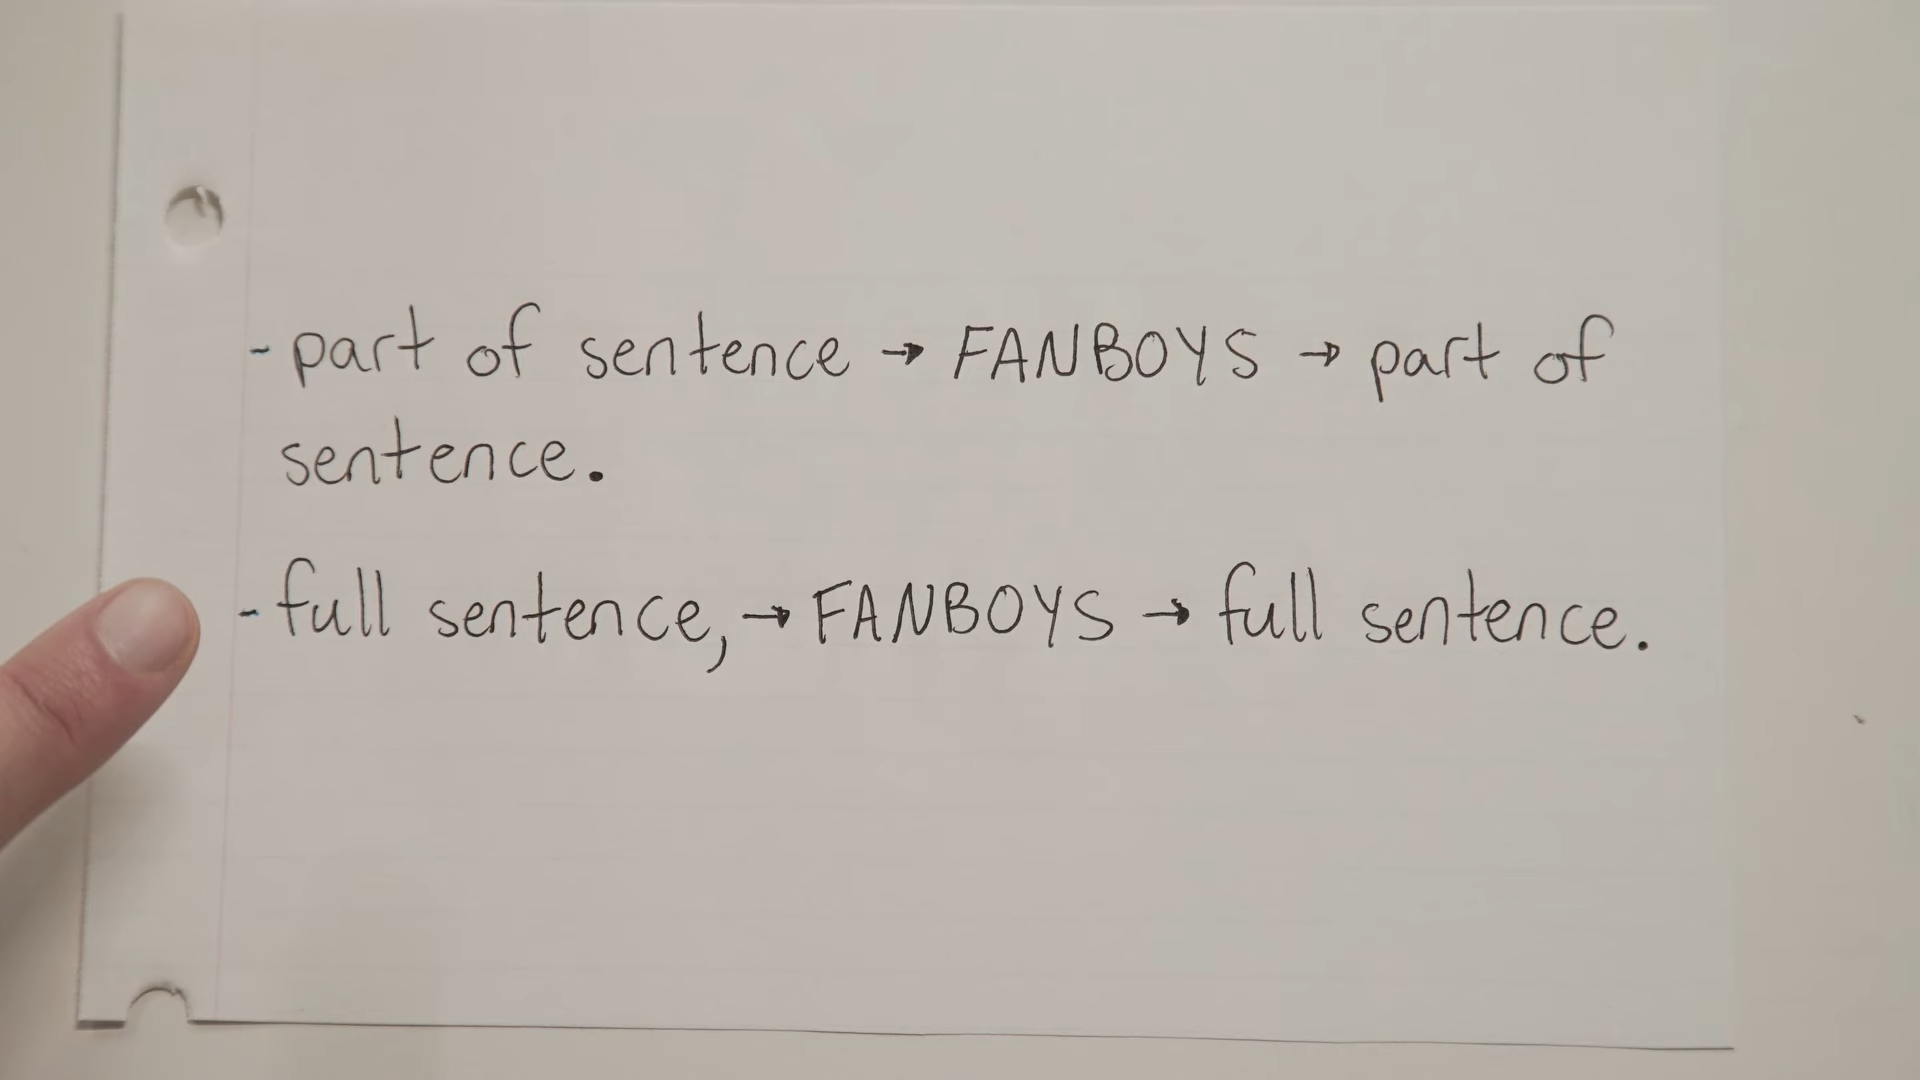 - part of sentence → FANBOYS → part of
sentence.
- full sentence, → FANBOYS → full sentence.